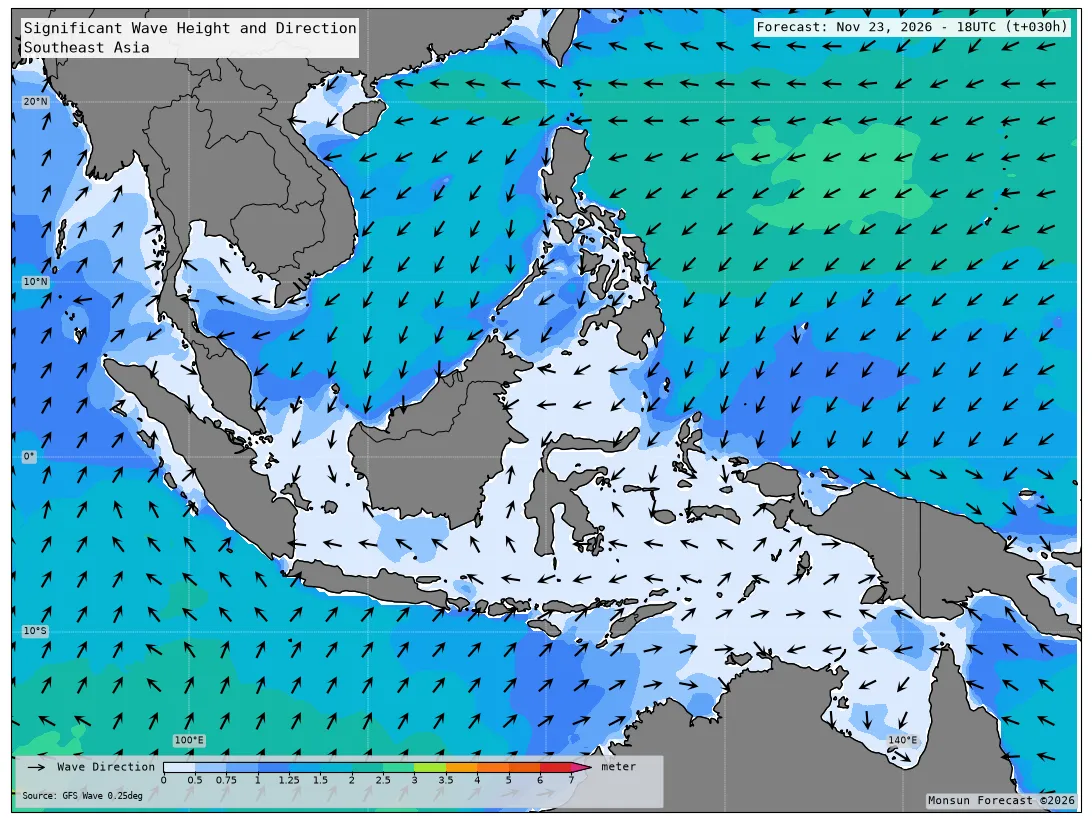 Significant Wave Height and Direction
Southeast Asia
Forecast: Nov 23, 2026 - 18UTC (t+030h)
20°N
10°N
0°
10°S
100°E
140°E
Wave Direction
meter
0 0.5 0.75 1 1.25 1.5 2 2.5 3 3.5 4 5 6 7
Source: GFS Wave 0.25deg
Monsun Forecast ©2026